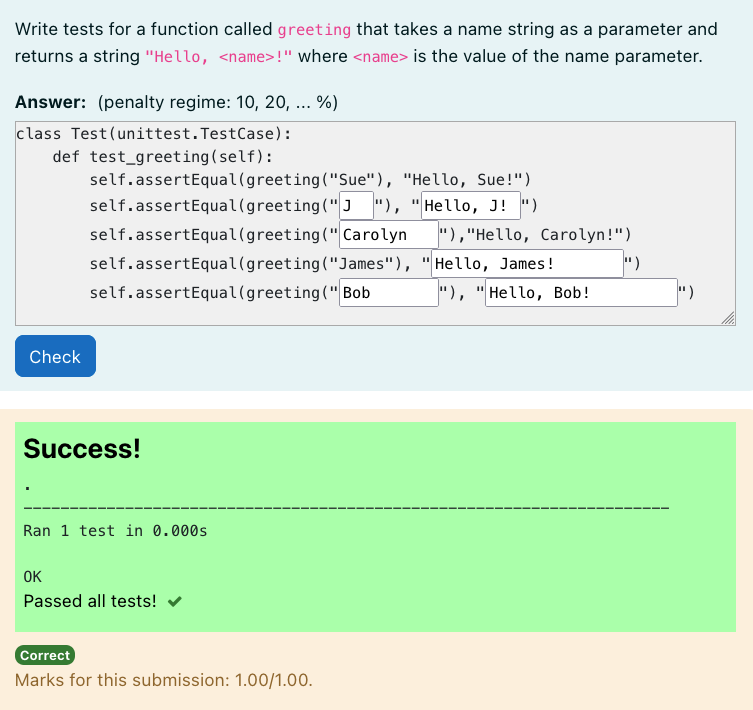 Write tests for a function called greeting that takes a name string as a parameter and
returns a string "Hello, <name>!" where <name> is the value of the name parameter.
Answer: (penalty regime: 10, 20, ... %)
class Test(unittest.TestCase):
    def test_greeting(self):
        self.assertEqual(greeting("Sue"), "Hello, Sue!")
        self.assertEqual(greeting("J"), "Hello, J!")
        self.assertEqual(greeting("Carolyn"),"Hello, Carolyn!")
        self.assertEqual(greeting("James"), "Hello, James!")
        self.assertEqual(greeting("Bob"), "Hello, Bob!")
Check
Success!
.
----------------------------------------------------------------------
Ran 1 test in 0.000s
OK
Passed all tests! ✔
Correct
Marks for this submission: 1.00/1.00.